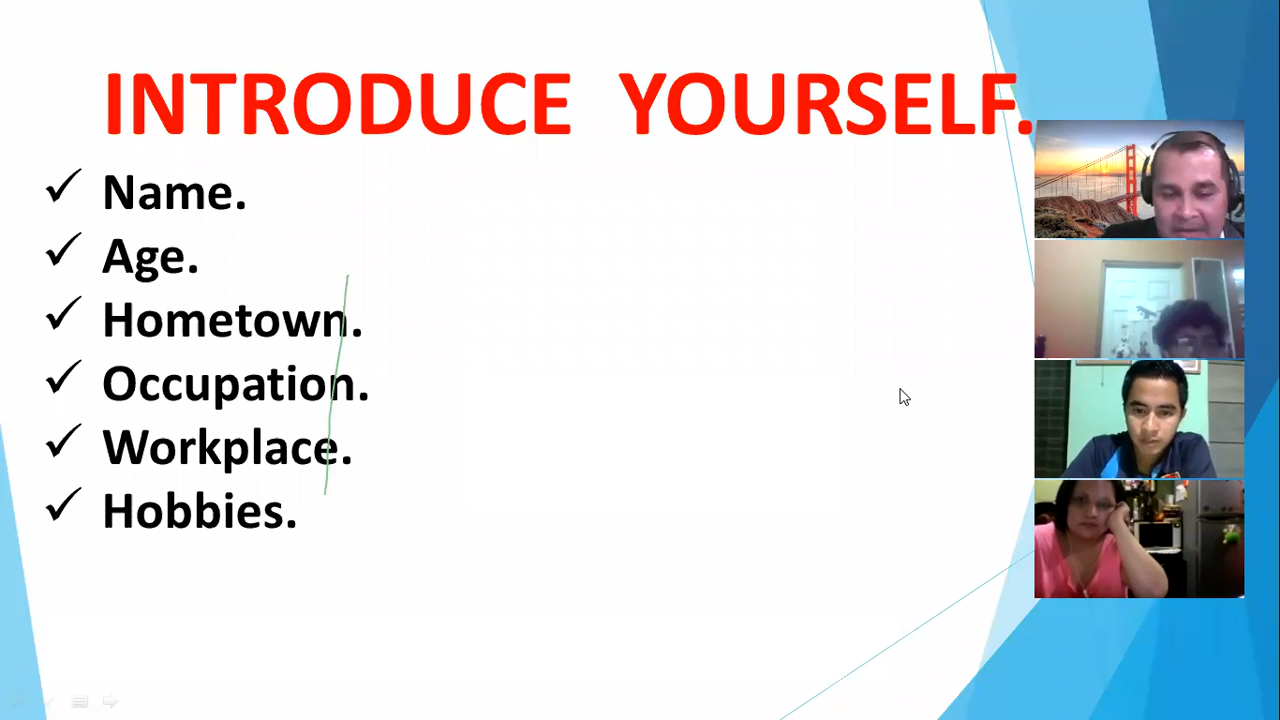 INTRODUCE YOURSELF.
Name.
Age.
Hometown.
Occupation.
Workplace.
Hobbies.